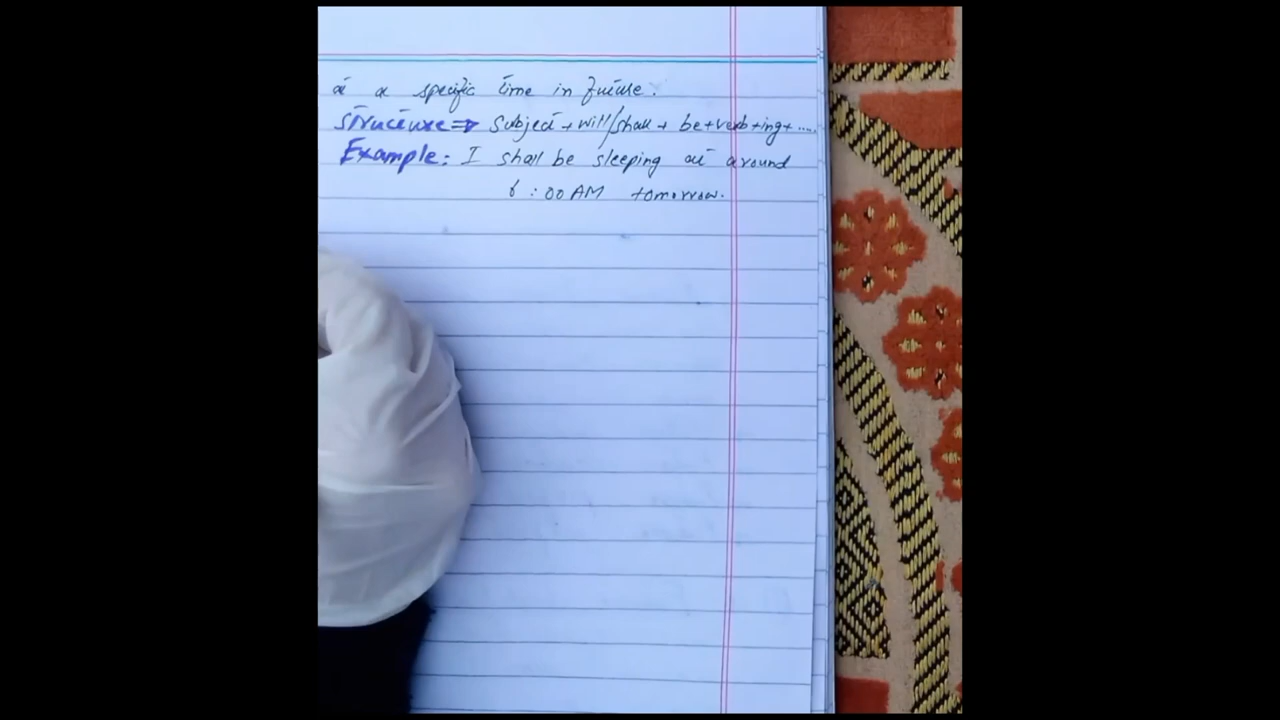 at a specific time in future.
Structure⇒ Subject + will/shall + be+verb+ing+ ....
Example: I shall be sleeping at around
6 : 00 AM tomorrow.